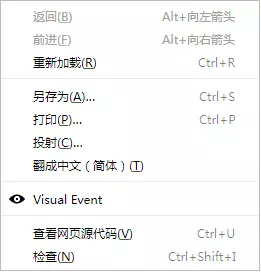 返回(B) Alt+向左箭头
前进(F) Alt+向右箭头
重新加载(R) Ctrl+R
另存为(A)... Ctrl+S
打印(P)... Ctrl+P
投射(C)...
翻成中文（简体）(T)
Visual Event
查看网页源代码(V) Ctrl+U
检查(N) Ctrl+Shift+I